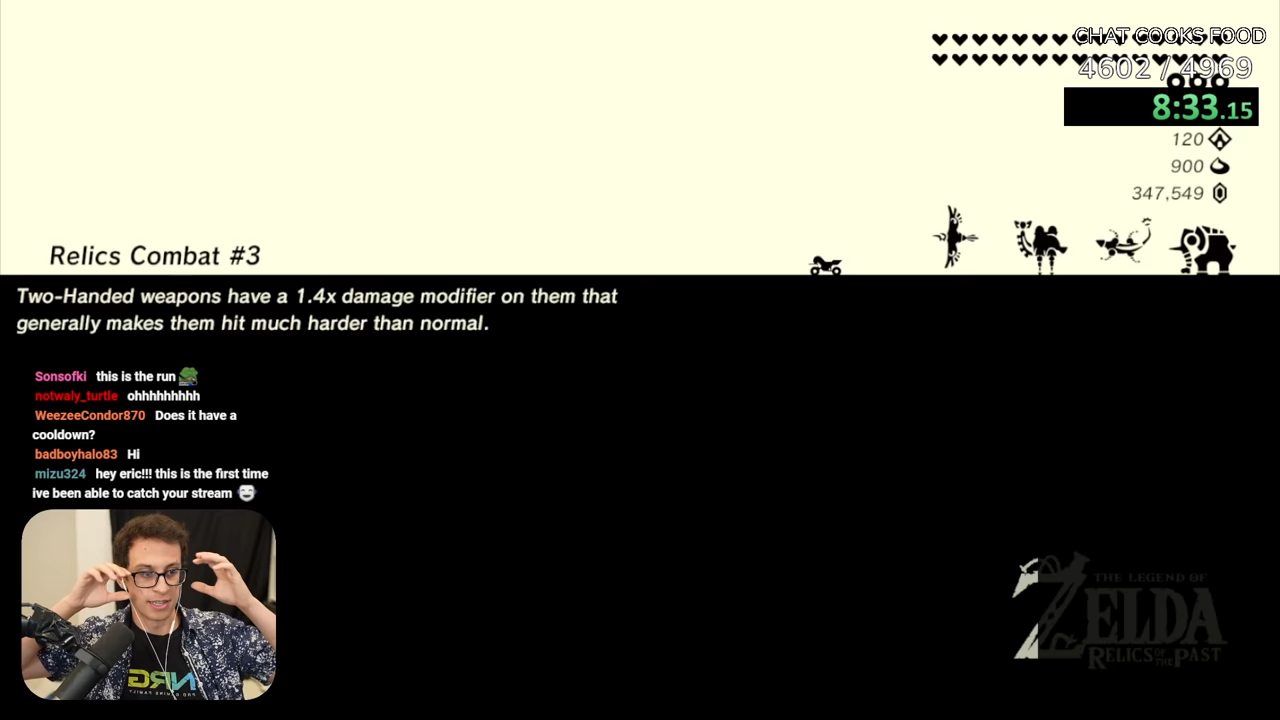 CHAT COOKS FOOD
4602 / 4969
8:33.15
120
900
347,549
Relics Combat #3
Two-Handed weapons have a 1.4x damage modifier on them that
generally makes them hit much harder than normal.
Sonsofki this is the run
notwaly_turtle ohhhhhhhhh
WeezeeCondor870 Does it have a
cooldown?
badboyhalo83 Hi
mizu324 hey eric!!! this is the first time
ive been able to catch your stream
NRG
THE LEGEND OF
ZELDA
RELICS OF THE PAST